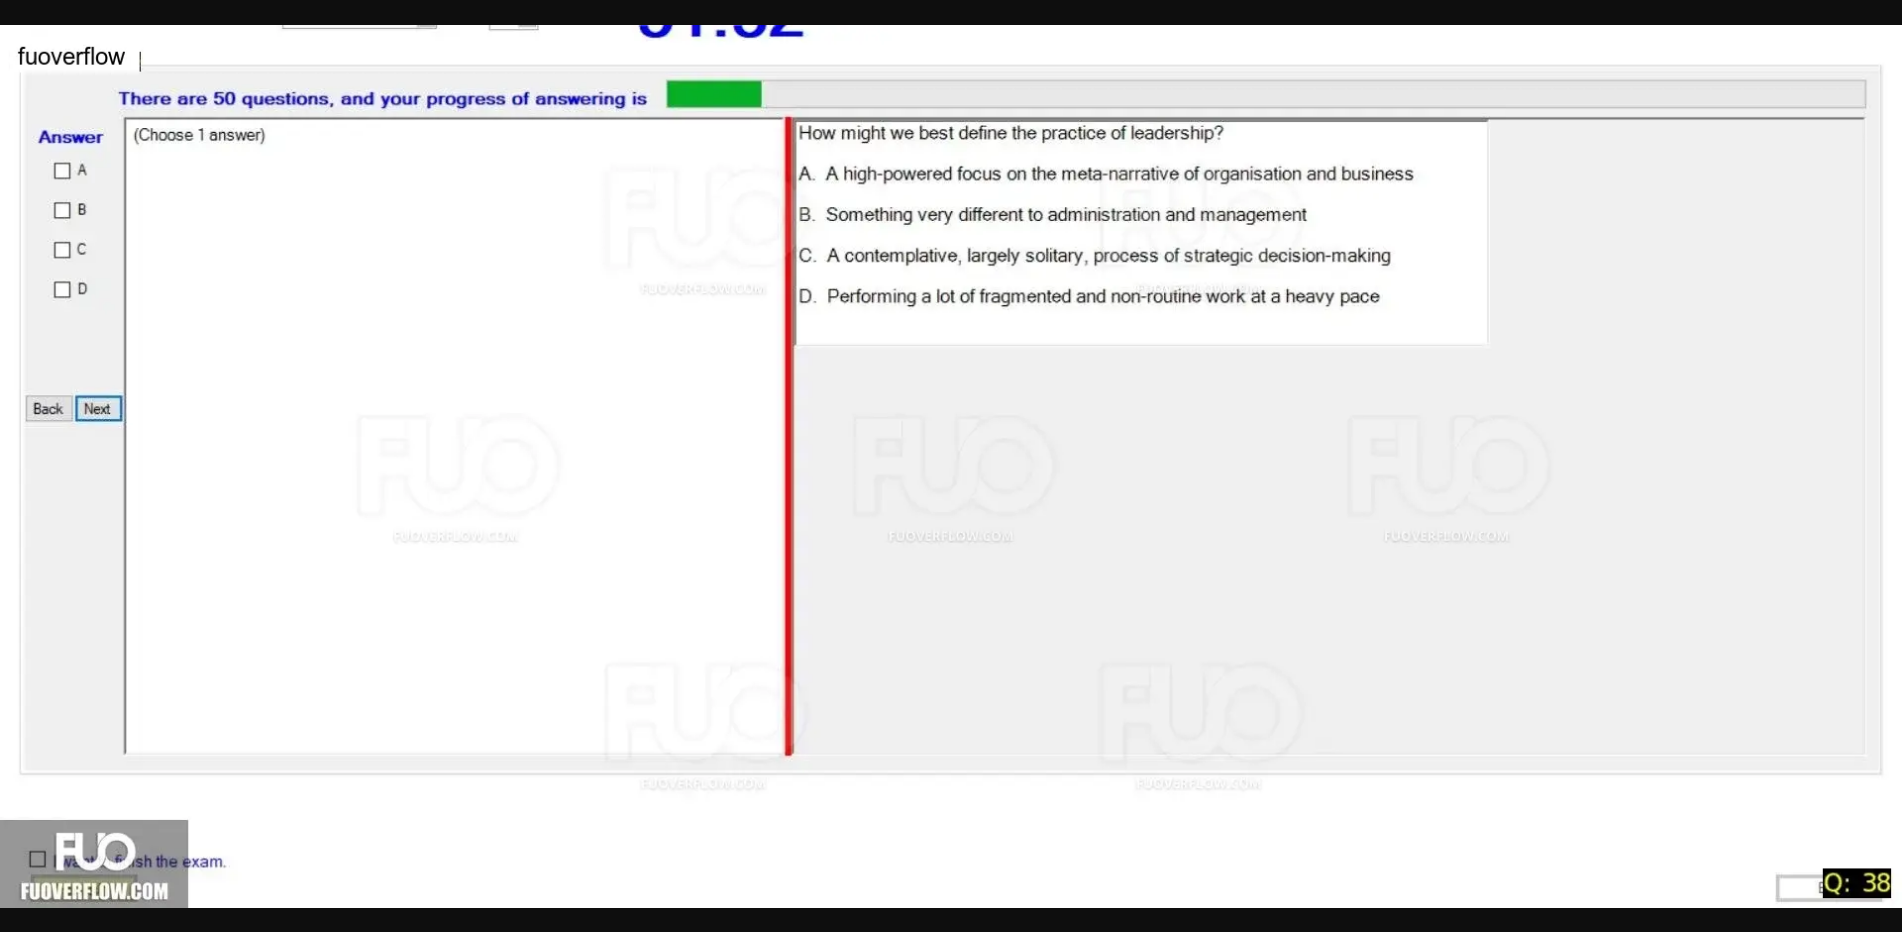 fuoverflow
There are 50 questions, and your progress of answering is
Answer
(Choose 1 answer)
A
B
C
D
Back Next
How might we best define the practice of leadership?
A. A high-powered focus on the meta-narrative of organisation and business
B. Something very different to administration and management
C. A contemplative, largely solitary, process of strategic decision-making
D. Performing a lot of fragmented and non-routine work at a heavy pace
FUO
FUOVERFLOW.COM
FUO
FUOVERFLOW.COM
FUO
FUOVERFLOW.COM
FUO
FUOVERFLOW.COM
FUO
FUOVERFLOW.COM
FUO
FUOVERFLOW.COM
FUO
FUOVERFLOW.COM
the exam.
FUO
FUOVERFLOW.COM
Q: 38